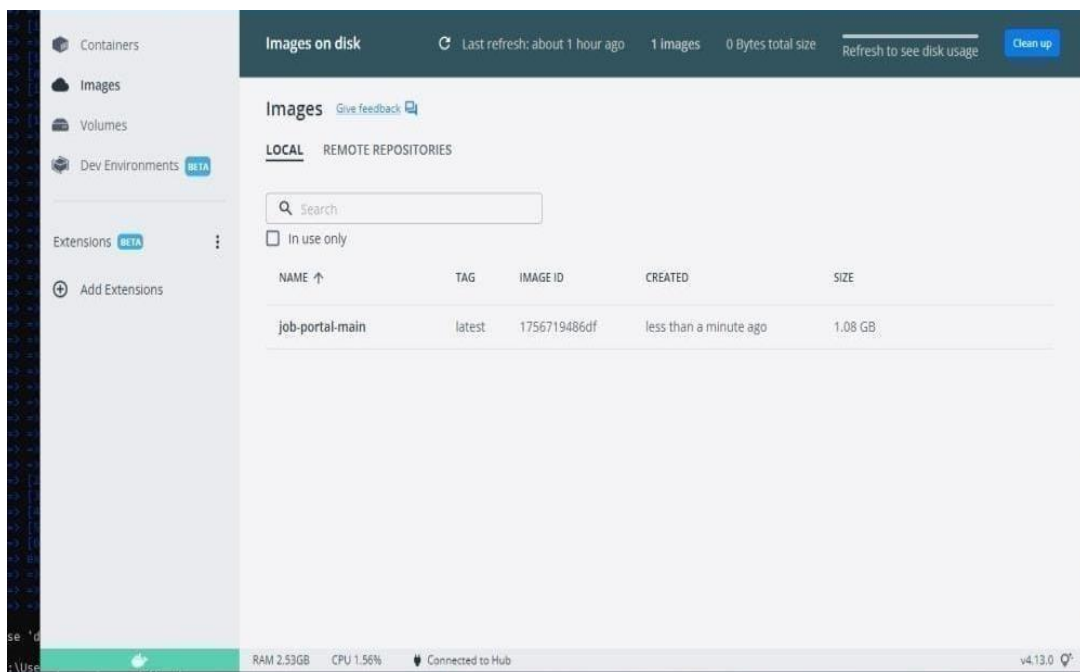 Containers
Images
Volumes
Dev Environments BETA
Extensions BETA
Add Extensions
Images on disk
Last refresh: about 1 hour ago
1 images
0 Bytes total size
Refresh to see disk usage
Clean up
Images Give feedback
LOCAL REMOTE REPOSITORIES
Search
In use only
NAME TAG IMAGE ID CREATED SIZE
job-portal-main latest 1756719486df less than a minute ago 1.08 GB
se 'd
:\Use
RAM 2.53GB CPU 1.56% Connected to Hub v4.13.0